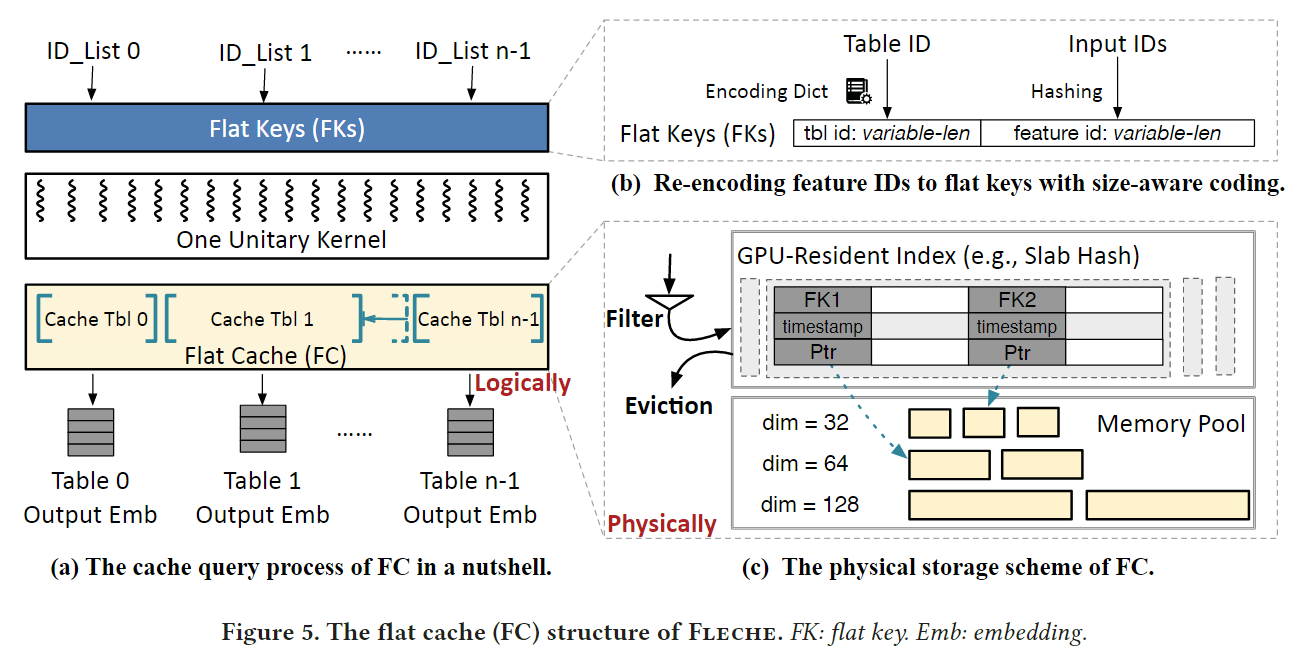 ID_List 0
ID_List 1
......
ID_List n-1
Flat Keys (FKs)
One Unitary Kernel
Cache Tbl 0
Cache Tbl 1
Cache Tbl n-1
Flat Cache (FC)
Logically
......
Table 0
Output Emb
Table 1
Output Emb
Table n-1
Output Emb
(a) The cache query process of FC in a nutshell.
Table ID
Input IDs
Encoding Dict
Hashing
Flat Keys (FKs)
tbl id: variable-len
feature id: variable-len
(b) Re-encoding feature IDs to flat keys with size-aware coding.
GPU-Resident Index (e.g., Slab Hash)
Filter
FK1
FK2
timestamp
timestamp
Ptr
Ptr
Eviction
Memory Pool
dim = 32
dim = 64
dim = 128
Physically
(c) The physical storage scheme of FC.
Figure 5. The flat cache (FC) structure of FLECHE. FK: flat key. Emb: embedding.